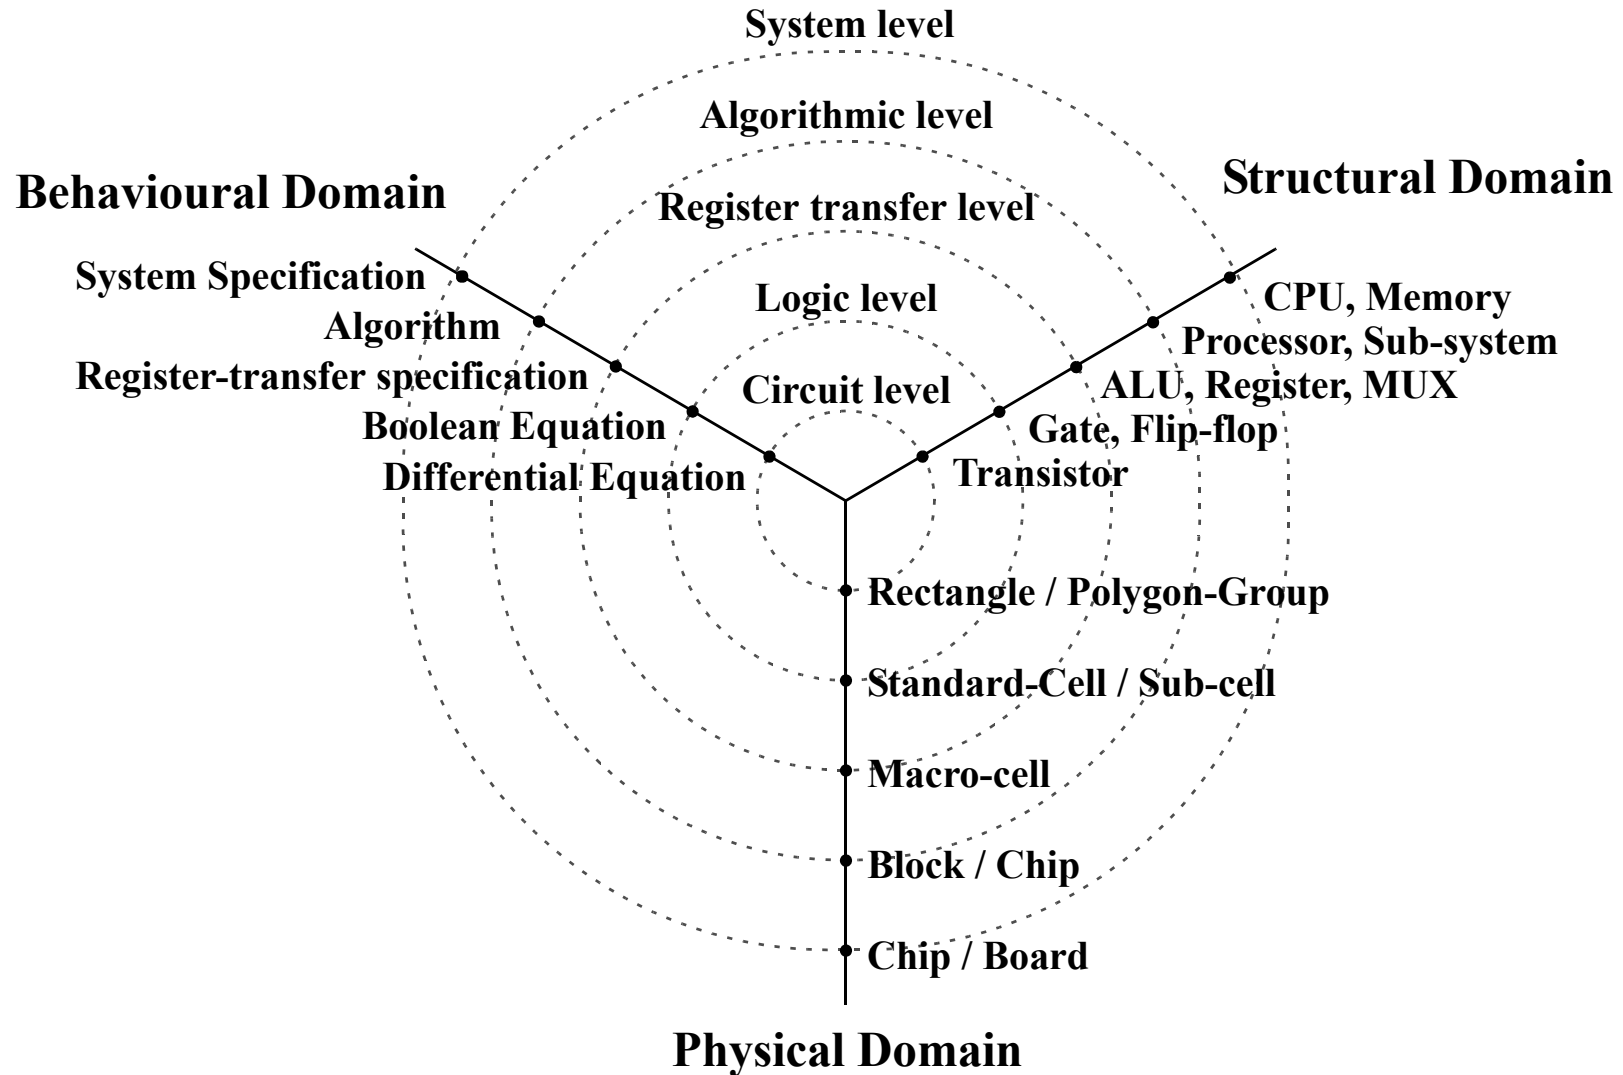 System level
Algorithmic level
Behavioural Domain
Structural Domain
Register transfer level
System Specification
CPU, Memory
Logic level
Algorithm
Processor, Sub-system
Register-transfer specification
ALU, Register, MUX
Circuit level
Boolean Equation
Gate, Flip-flop
Differential Equation
Transistor
Rectangle / Polygon-Group
Standard-Cell / Sub-cell
Macro-cell
Block / Chip
Chip / Board
Physical Domain